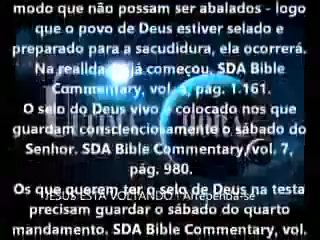 modo que não possam ser abalados - logo
que o povo de Deus estiver selado e
preparado para a sacudidura, ela ocorrerá.
Na realidade já começou. SDA Bible
Commentary, vol. 4, pág. 1.161.
O selo do Deus vivo é colocado nos que
guardam conscienciosamente o sábado do
Senhor. SDA Bible Commentary, vol. 7,
pág. 980.
Os que querem ter o selo de Deus na testa
JESUS ESTÁ VOLTANDO ! Arrependa-se
precisam guardar o sábado do quarto
mandamento. SDA Bible Commentary, vol.